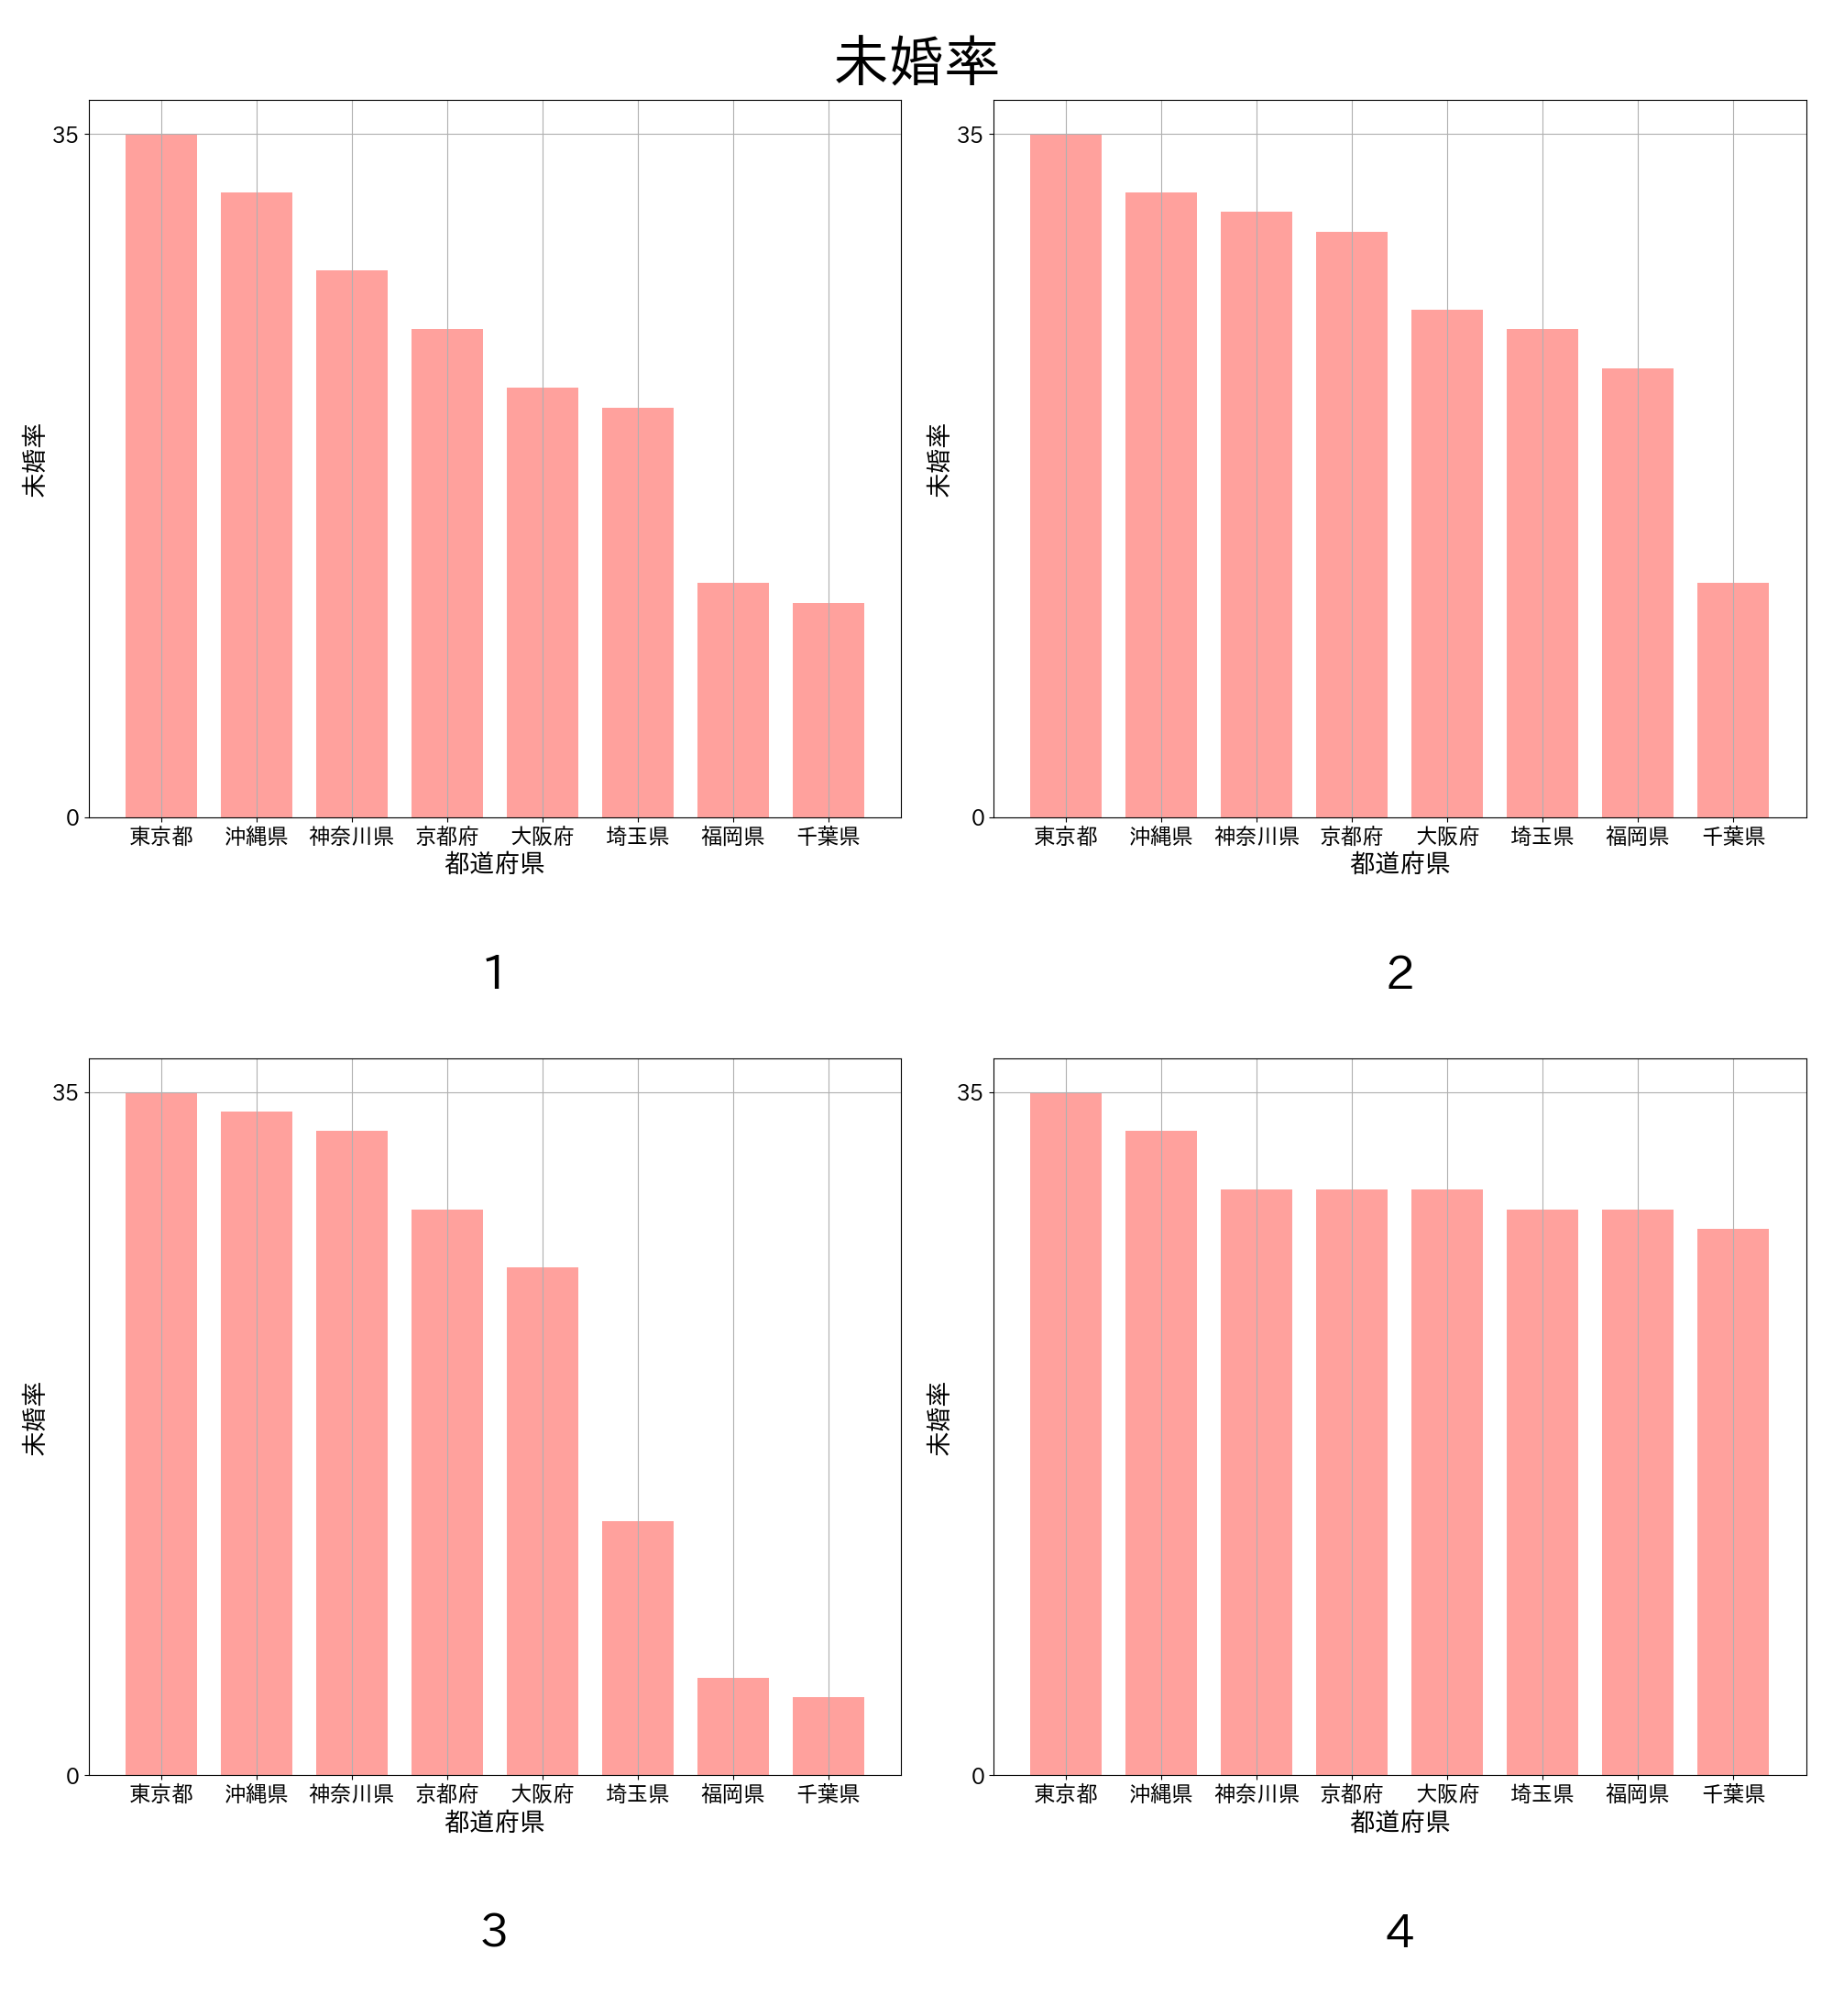 未婚率
35
0
未婚率
東京都 沖縄県 神奈川県 京都府 大阪府 埼玉県 福岡県 千葉県
都道府県
1
35
0
未婚率
東京都 沖縄県 神奈川県 京都府 大阪府 埼玉県 福岡県 千葉県
都道府県
2
35
0
未婚率
東京都 沖縄県 神奈川県 京都府 大阪府 埼玉県 福岡県 千葉県
都道府県
3
35
0
未婚率
東京都 沖縄県 神奈川県 京都府 大阪府 埼玉県 福岡県 千葉県
都道府県
4